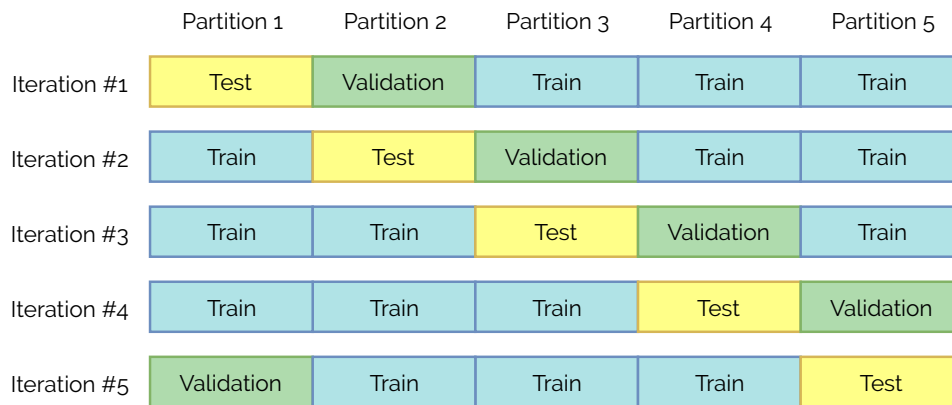 Partition 1 Partition 2 Partition 3 Partition 4 Partition 5
Iteration #1 Test Validation Train Train Train
Iteration #2 Train Test Validation Train Train
Iteration #3 Train Train Test Validation Train
Iteration #4 Train Train Train Test Validation
Iteration #5 Validation Train Train Train Test